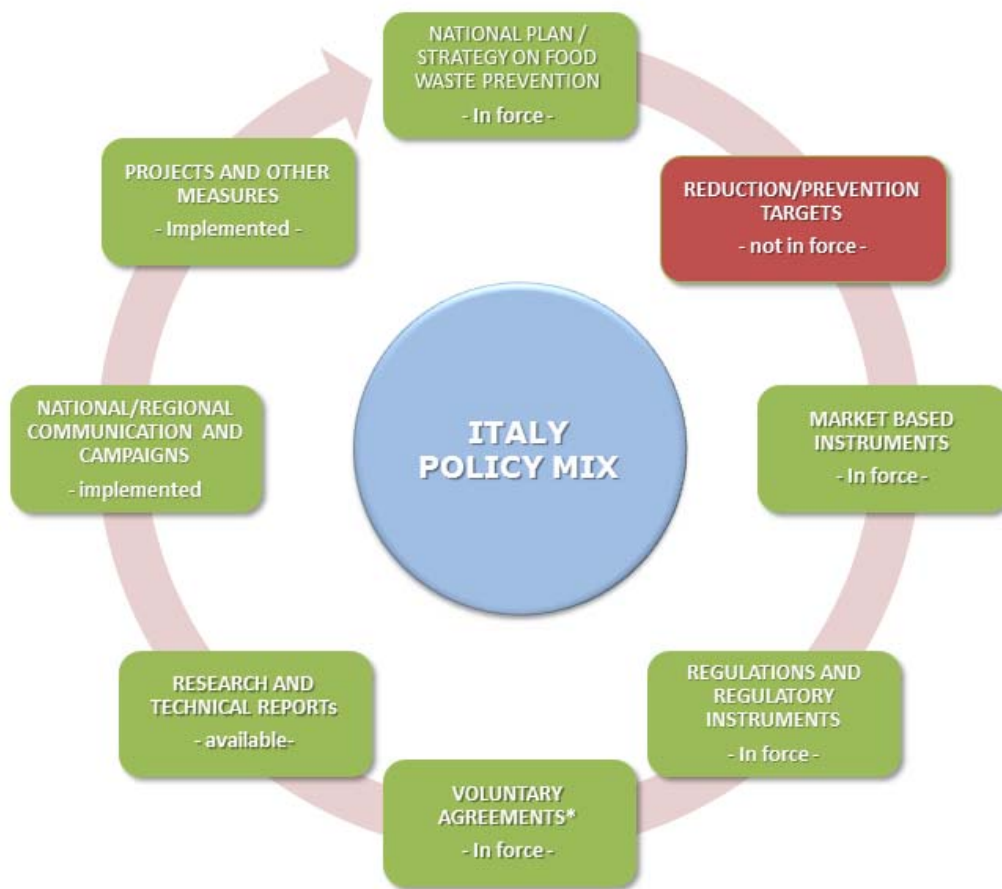 NATIONAL PLAN /
STRATEGY ON FOOD
WASTE PREVENTION
- In force -
REDUCTION/PREVENTION
TARGETS
- not in force -
MARKET BASED
INSTRUMENTS
- In force -
REGULATIONS AND
REGULATORY
INSTRUMENTS
- In force -
VOLUNTARY
AGREEMENTS*
- In force -
RESEARCH AND
TECHNICAL REPORTs
- available-
NATIONAL/REGIONAL
COMMUNICATION AND
CAMPAIGNS
- implemented
PROJECTS AND OTHER
MEASURES
- Implemented -
ITALY
POLICY MIX